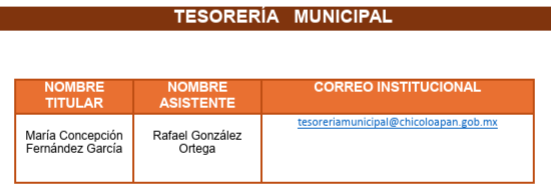 TESORERÍA MUNICIPAL
NOMBRE TITULAR
NOMBRE ASISTENTE
CORREO INSTITUCIONAL
María Concepción
Fernández García
Rafael González
Ortega
tesoreriamunicipal@chicoloapan.gob.mx